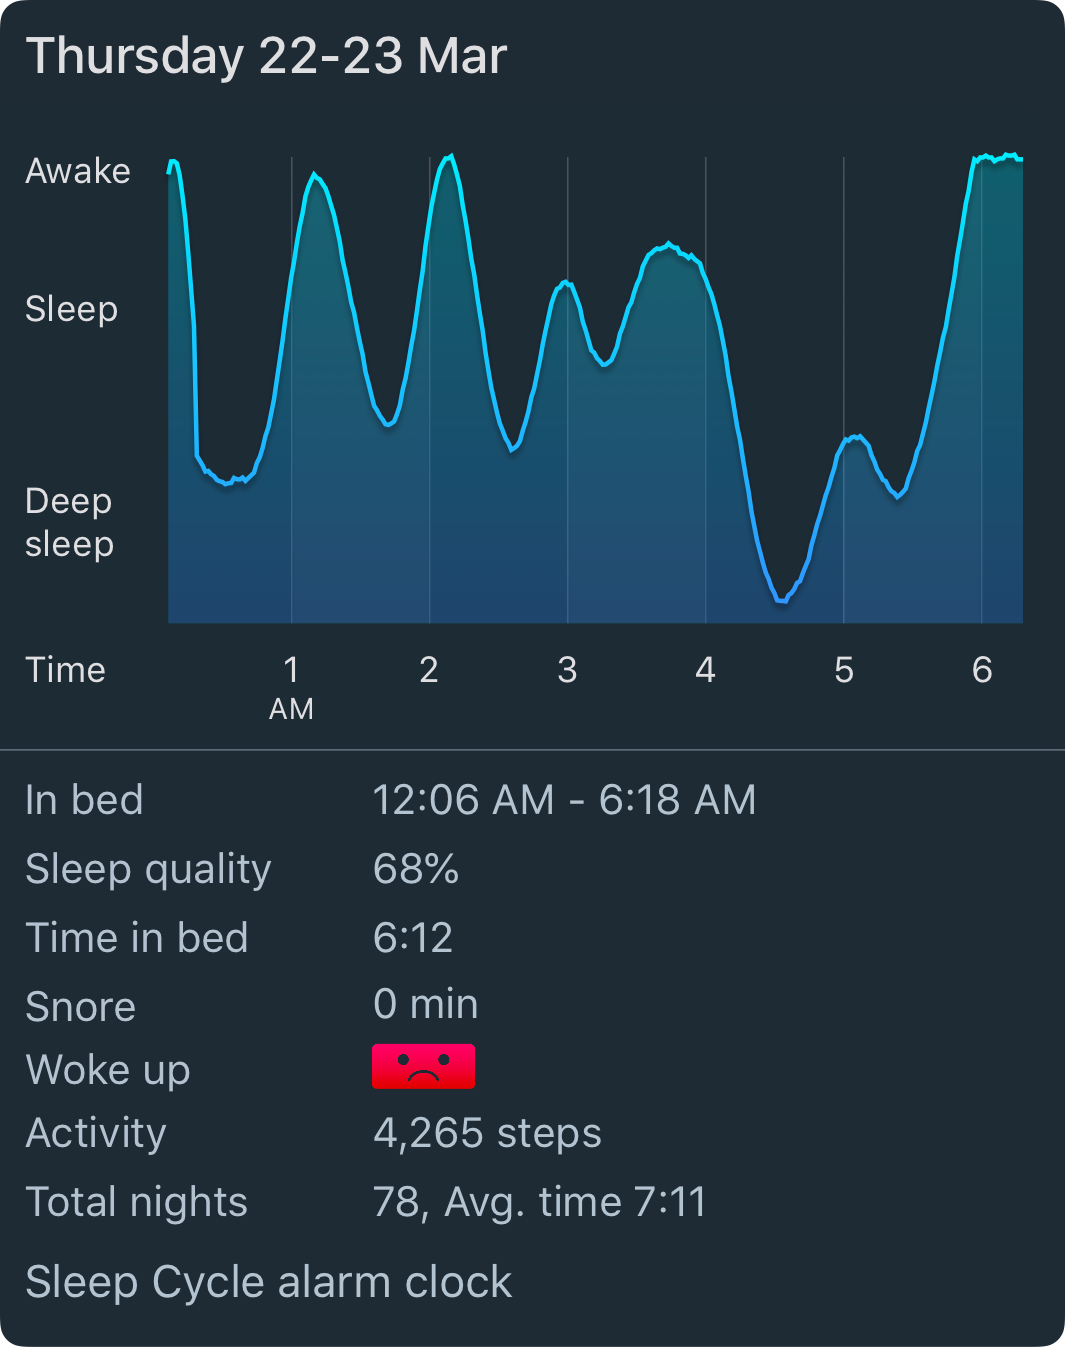 Thursday 22-23 Mar
Awake
Sleep
Deep
sleep
Time 1 2 3 4 5 6
AM
In bed 12:06 AM - 6:18 AM
Sleep quality 68%
Time in bed 6:12
Snore 0 min
Woke up
Activity 4,265 steps
Total nights 78, Avg. time 7:11
Sleep Cycle alarm clock